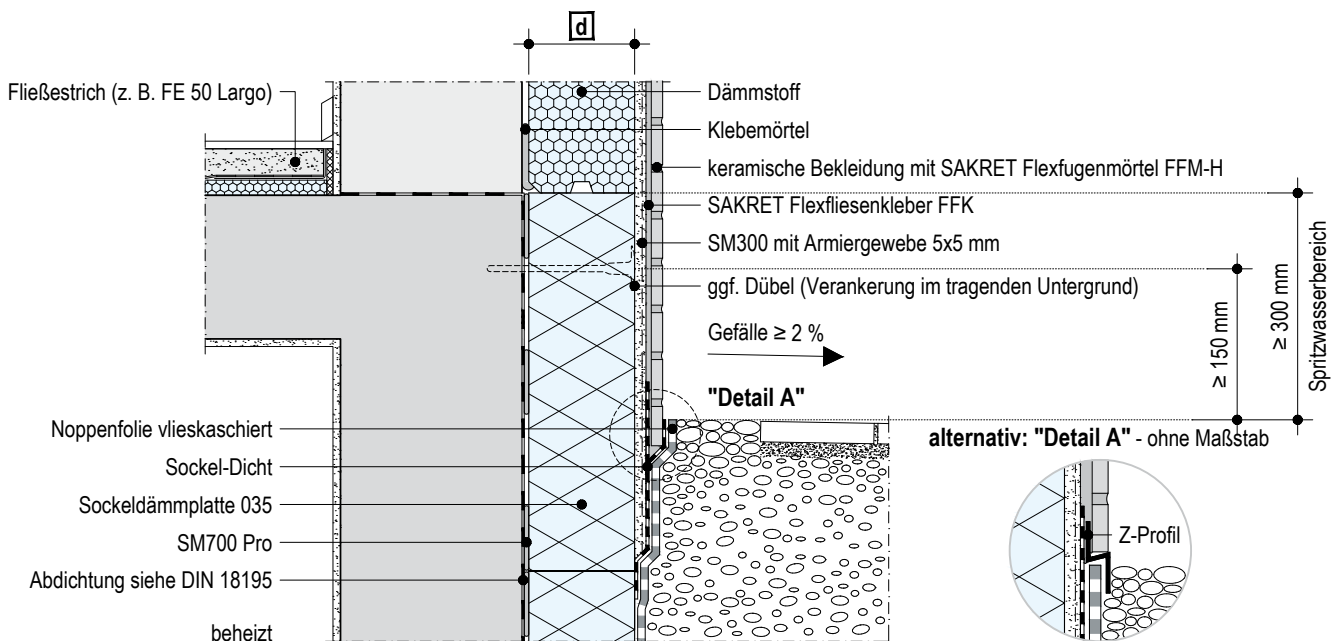 d
Fließestrich (z. B. FE 50 Largo)
Dämmstoff
Klebemörtel
keramische Bekleidung mit SAKRET Flexfugenmörtel FFM-H
SAKRET Flexfliesenkleber FFK
SM300 mit Armiergewebe 5x5 mm
ggf. Dübel (Verankerung im tragenden Untergrund)
Gefälle ≥ 2 %
≥ 150 mm
≥ 300 mm
Spritzwasserbereich
"Detail A"
Noppenfolie vlieskaschiert
Sockel-Dicht
Sockeldämmplatte 035
SM700 Pro
Abdichtung siehe DIN 18195
beheizt
alternativ: "Detail A" - ohne Maßstab
Z-Profil